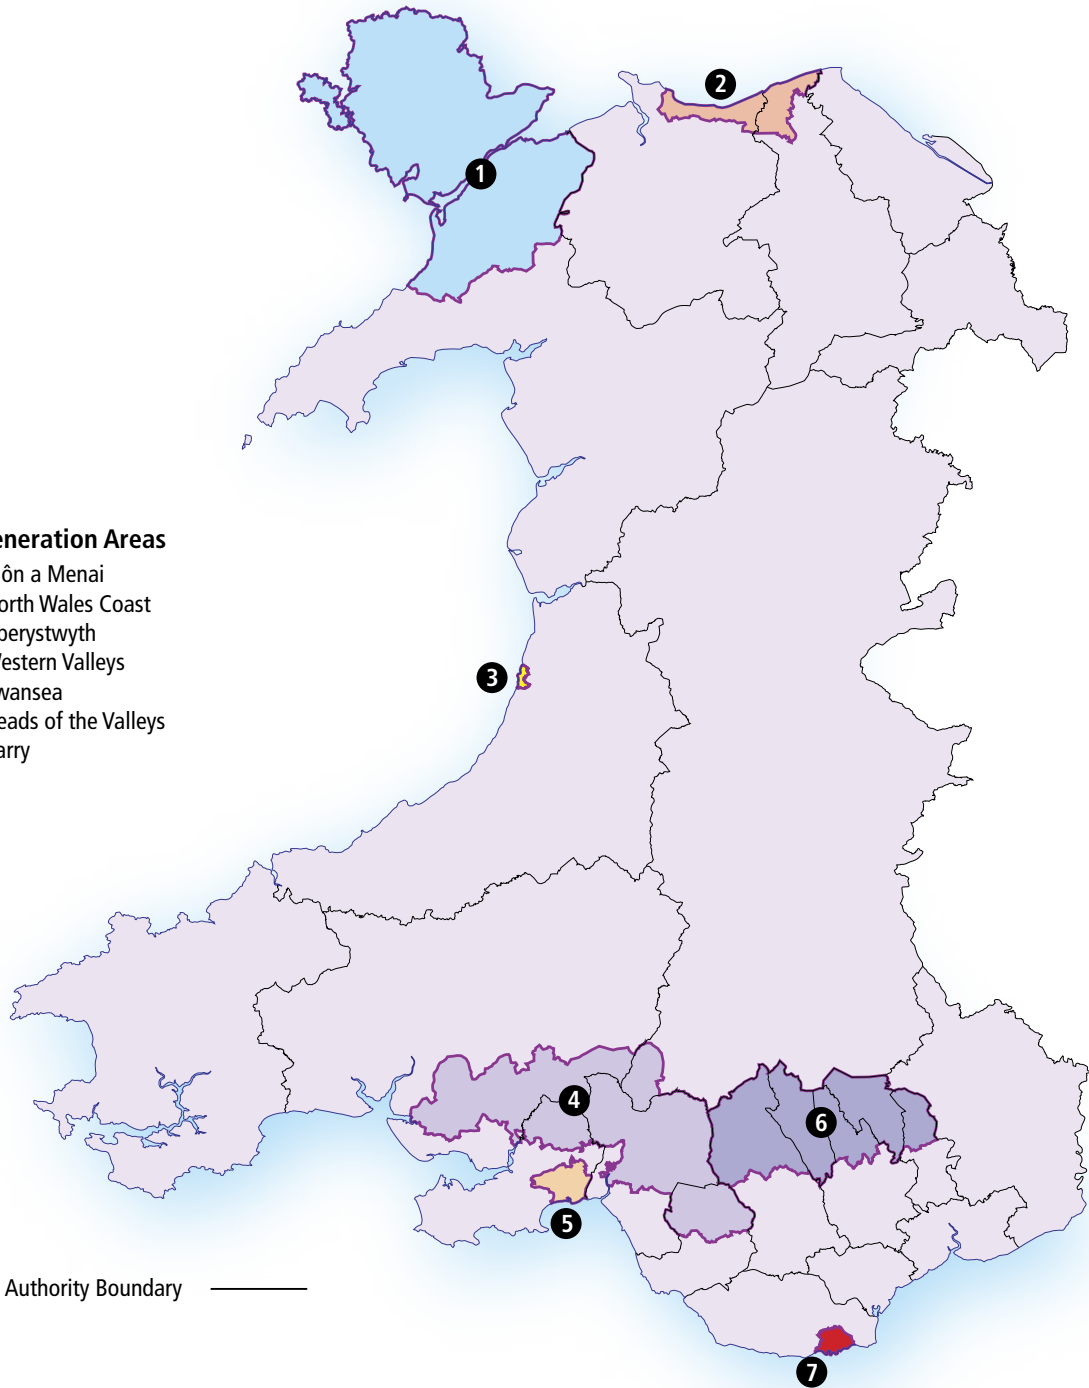 1
2
eneration Areas
ôn a Menai
orth Wales Coast
berystwyth
estern Valleys
wansea
eads of the Valleys
arry
3
4
6
5
Authority Boundary
7